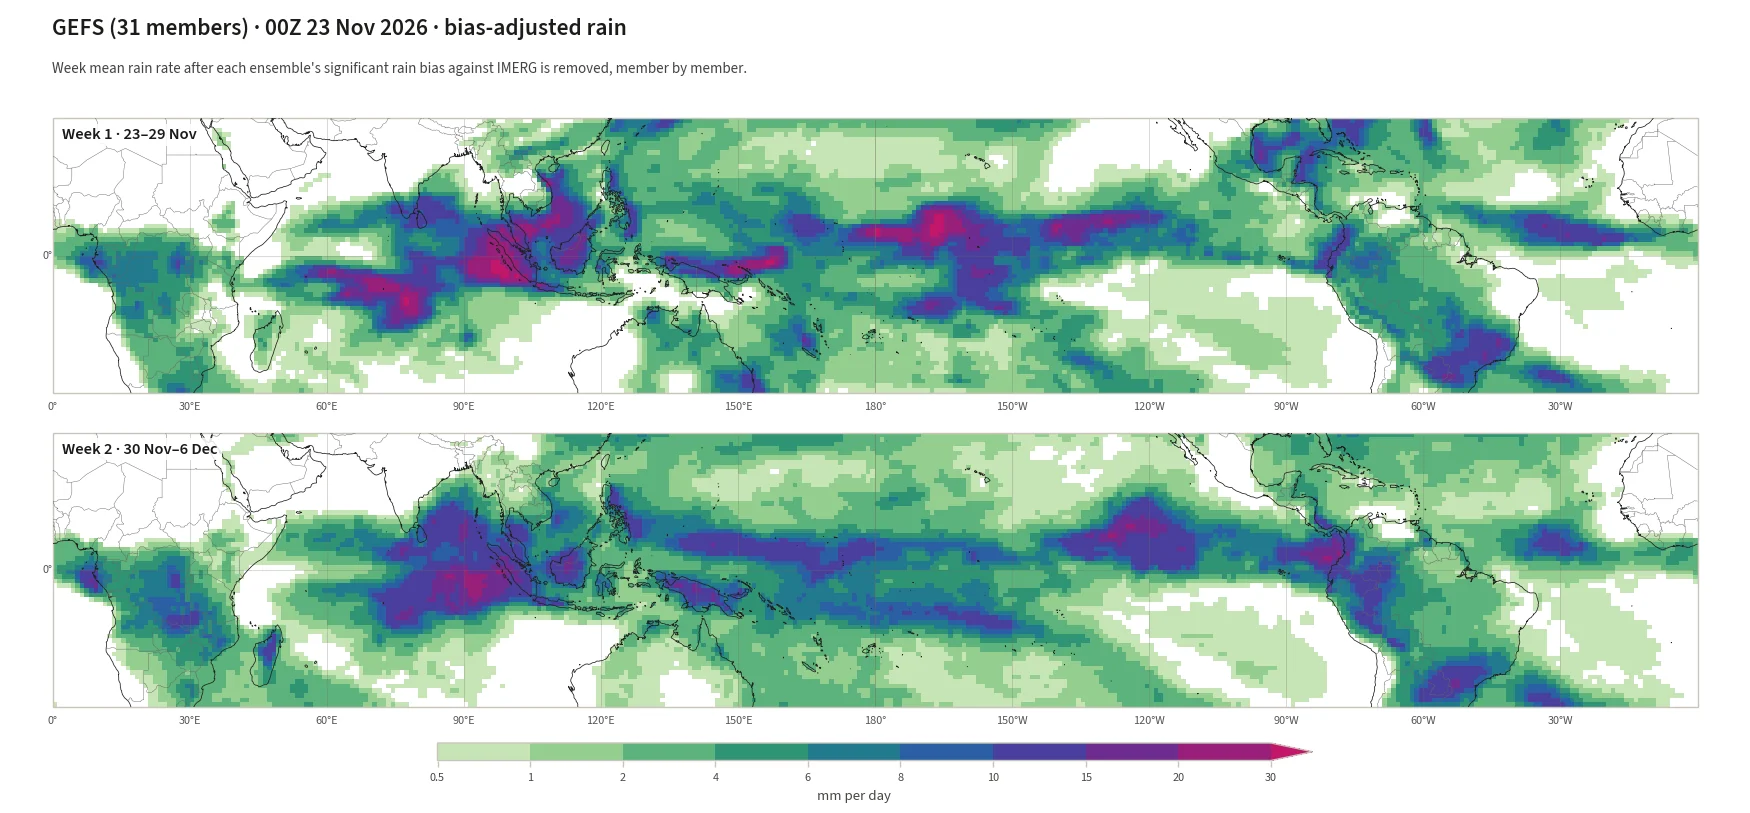 GEFS (31 members) · 00Z 23 Nov 2026 · bias-adjusted rain
Week mean rain rate after each ensemble's significant rain bias against IMERG is removed, member by member.
Week 1 · 23–29 Nov
0°
0° 30°E 60°E 90°E 120°E 150°E 180° 150°W 120°W 90°W 60°W 30°W
Week 2 · 30 Nov–6 Dec
0°
0° 30°E 60°E 90°E 120°E 150°E 180° 150°W 120°W 90°W 60°W 30°W
0.5 1 2 4 6 8 10 15 20 30
mm per day